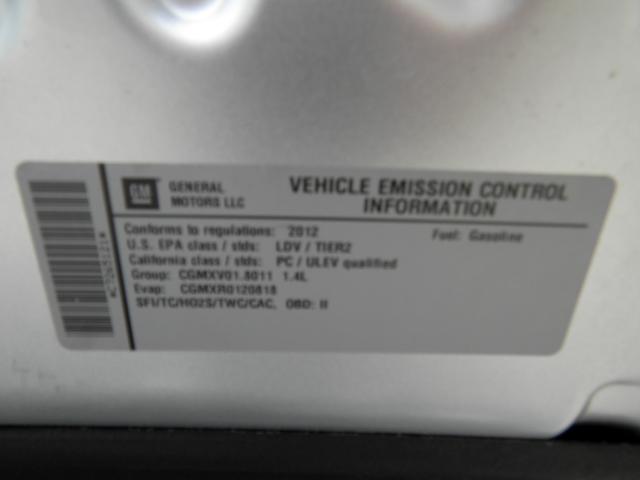 GM
GENERAL MOTORS LLC
VEHICLE EMISSION CONTROL
INFORMATION
Conforms to regulations: 2012
Fuel: Gasoline
U.S. EPA class / stds: LDV / TIER2
California class / stds: PC / ULEV qualified
Group: CGMXV01.8011 1.4L
Evap: CGMXR0120818
SFI/TC/HO2S/TWC/CAC, OBD: II